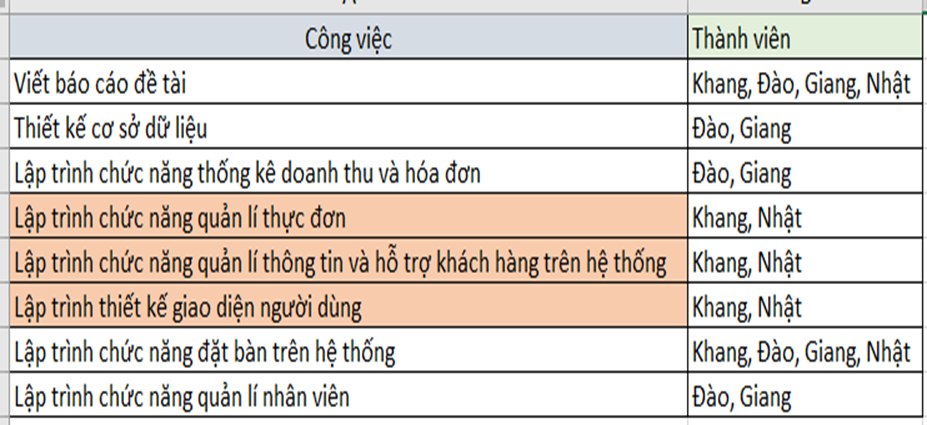 Công việc Thành viên
Viết báo cáo đề tài Khang, Đào, Giang, Nhật
Thiết kế cơ sở dữ liệu Đào, Giang
Lập trình chức năng thống kê doanh thu và hóa đơn Đào, Giang
Lập trình chức năng quản lí thực đơn Khang, Nhật
Lập trình chức năng quản lí thông tin và hỗ trợ khách hàng trên hệ thống Khang, Nhật
Lập trình thiết kế giao diện người dùng Khang, Nhật
Lập trình chức năng đặt bàn trên hệ thống Khang, Đào, Giang, Nhật
Lập trình chức năng quản lí nhân viên Đào, Giang